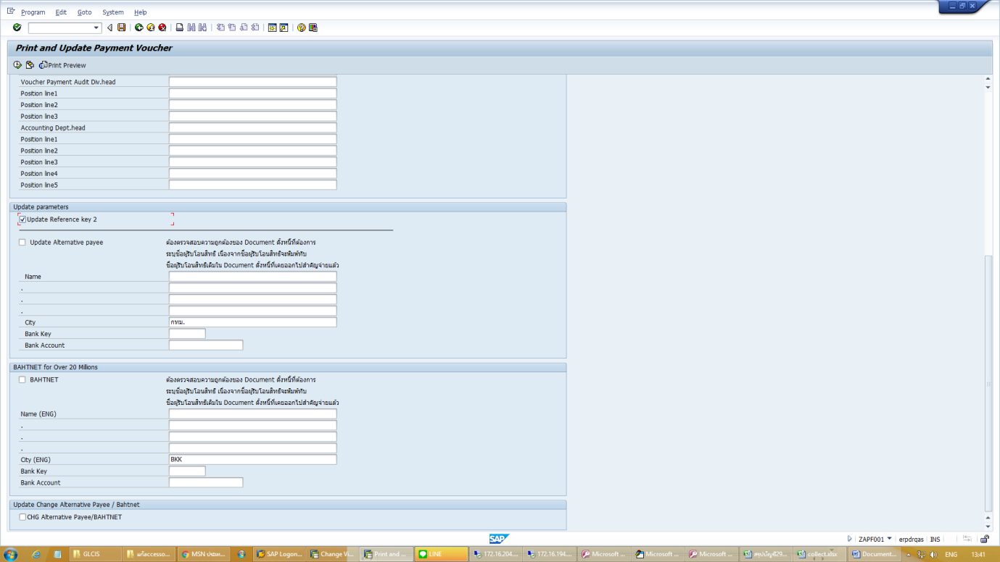 Program Edit Goto System Help
Print and Update Payment Voucher
Print Preview
Voucher Payment Audit Div.head
Position line1
Position line2
Position line3
Accounting Dept.head
Position line1
Position line2
Position line3
Position line4
Position line5
Update parameters
Update Reference key 2
Update Alternative payee ต้องตรวจสอบความถูกต้องของ Document ตั้งหนี้ที่ต้องการ
ระบุชื่อผู้รับโอนสิทธิ เนื่องจากชื่อผู้รับโอนสิทธิจะพิมพ์ทับ
ชื่อผู้รับโอนสิทธิเดิมใน Document ตั้งหนี้ที่เคยออกใบสำคัญจ่ายแล้ว
Name
.
.
.
City กทม.
Bank Key
Bank Account
BAHTNET for Over 20 Millions
BAHTNET ต้องตรวจสอบความถูกต้องของ Document ตั้งหนี้ที่ต้องการ
ระบุชื่อผู้รับโอนสิทธิ เนื่องจากชื่อผู้รับโอนสิทธิจะพิมพ์ทับ
ชื่อผู้รับโอนสิทธิเดิมใน Document ตั้งหนี้ที่เคยออกใบสำคัญจ่ายแล้ว
Name (ENG)
.
.
.
City (ENG) BKK
Bank Key
Bank Account
Update Change Alternative Payee / Bahtnet
CHG Alternative Payee/BAHTNET
SAP ZAPF001 erpdrqas INS
GLCIS แก้accesso... MSN ประเท... SAP Logon... Change Vi... Print and ... LINE 172.16.204.... 172.16.194.... Microsoft ... Microsoft ... Microsoft ... สรุปบัญชี29... collect.xlsx Document... ENG 13:41